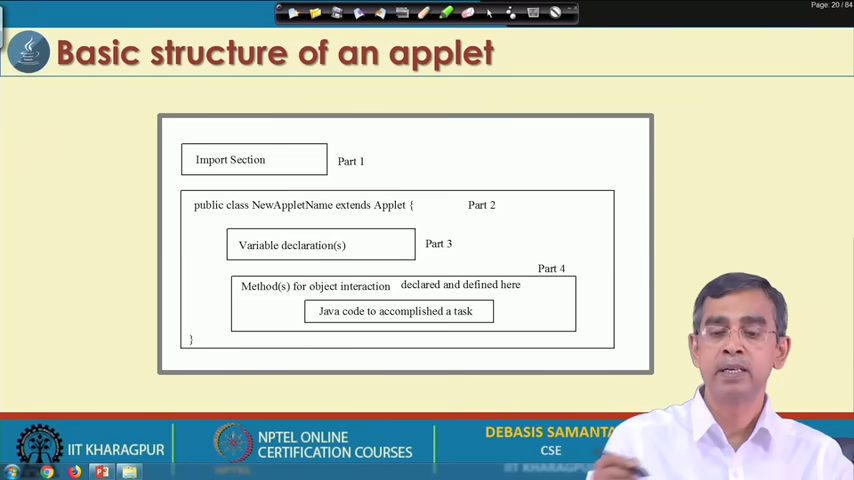 Page: 20 / 84
Basic structure of an applet
Import Section
Part 1
public class NewAppletName extends Applet {
Part 2
Variable declaration(s)
Part 3
Part 4
Method(s) for object interaction declared and defined here
Java code to accomplished a task
}
IIT KHARAGPUR
NPTEL ONLINE
CERTIFICATION COURSES
DEBASIS SAMANTA
CSE